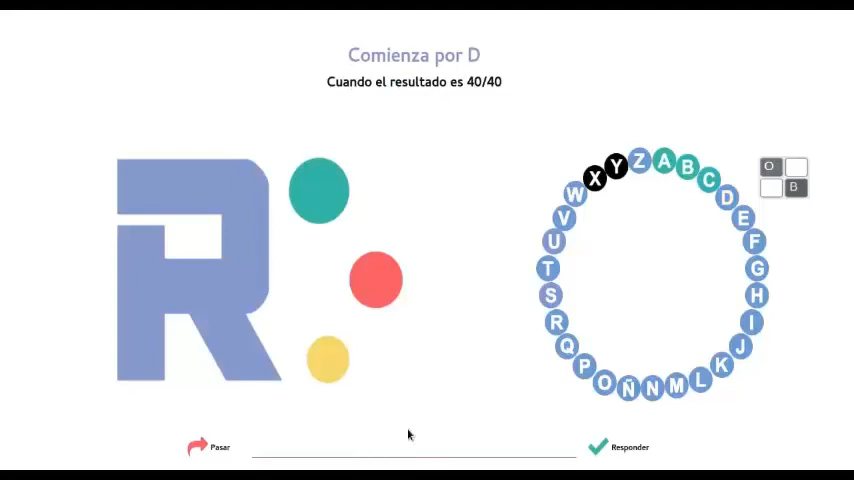 Comienza por D
Cuando el resultado es 40/40
R
A
B
C
D
E
F
G
H
I
J
K
L
M
N
Ñ
O
P
Q
R
S
T
U
V
W
X
Y
Z
O
B
Pasar
Responder